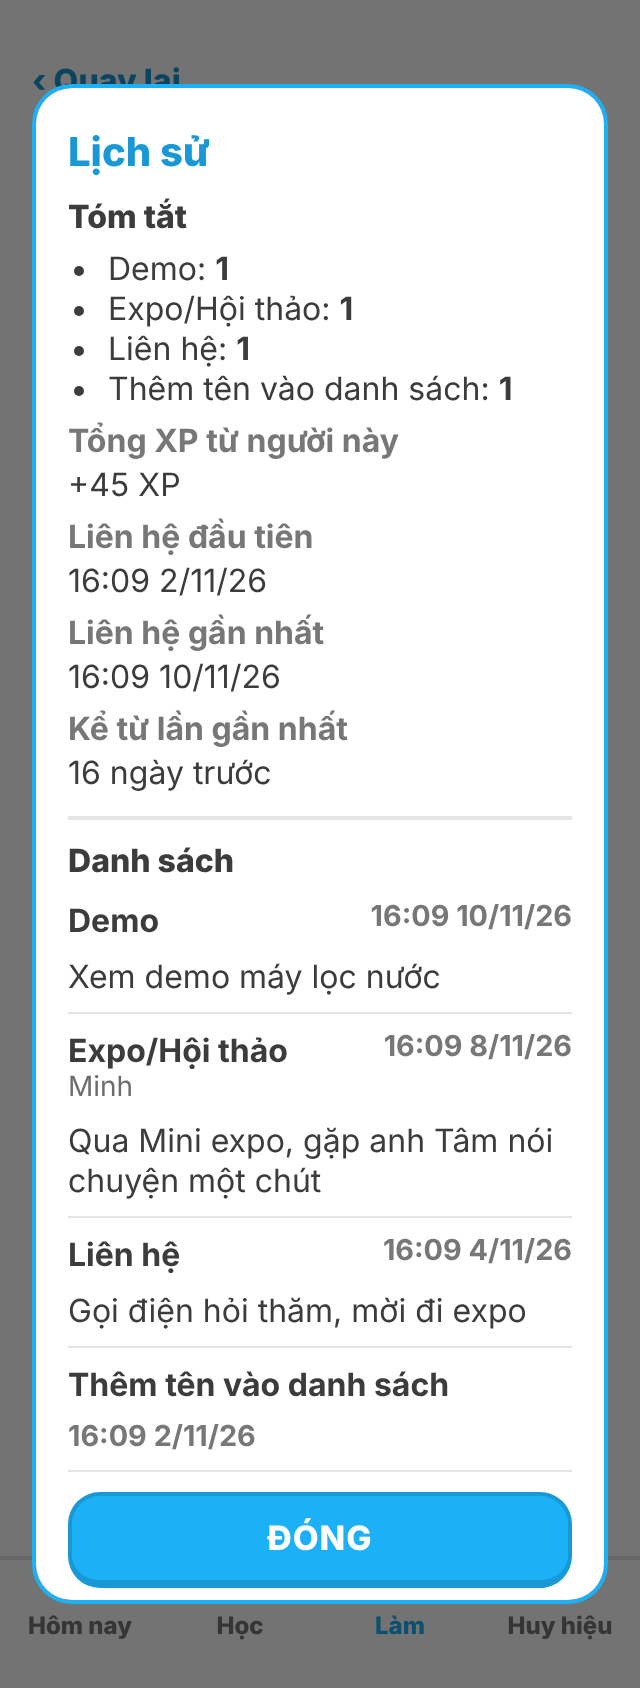 ‹ Quay lại
Lịch sử
Tóm tắt
• Demo: 1
• Expo/Hội thảo: 1
• Liên hệ: 1
• Thêm tên vào danh sách: 1
Tổng XP từ người này
+45 XP
Liên hệ đầu tiên
16:09 2/11/26
Liên hệ gần nhất
16:09 10/11/26
Kể từ lần gần nhất
16 ngày trước
Danh sách
Demo 16:09 10/11/26
Xem demo máy lọc nước
Expo/Hội thảo 16:09 8/11/26
Minh
Qua Mini expo, gặp anh Tâm nói
chuyện một chút
Liên hệ 16:09 4/11/26
Gọi điện hỏi thăm, mời đi expo
Thêm tên vào danh sách
16:09 2/11/26
ĐÓNG
Hôm nay Học Làm Huy hiệu